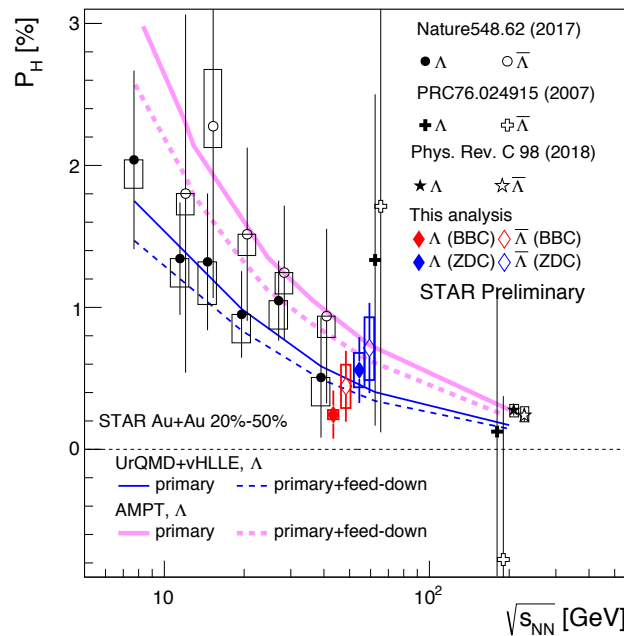 P_H [%]
3
2
1
0
10
10²
√s_NN [GeV]
Nature548.62 (2017)
Λ Λ̅
PRC76.024915 (2007)
Λ Λ̅
Phys. Rev. C 98 (2018)
Λ Λ̅
This analysis
Λ (BBC) Λ̅ (BBC)
Λ (ZDC) Λ̅ (ZDC)
STAR Preliminary
STAR Au+Au 20%-50%
UrQMD+vHLLE, Λ
primary primary+feed-down
AMPT, Λ
primary primary+feed-down